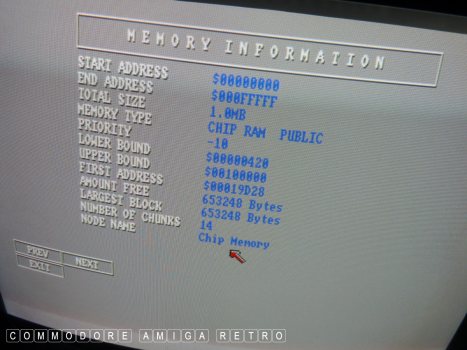 MEMORY INFORMATION
START ADDRESS $00000000
END ADDRESS $000FFFFF
TOTAL SIZE 1.0MB
MEMORY TYPE CHIP RAM PUBLIC
PRIORITY -10
LOWER BOUND $00000420
UPPER BOUND $00100000
FIRST ADDRESS $00019D28
AMOUNT FREE 653248 Bytes
LARGEST BLOCK 653248 Bytes
NUMBER OF CHUNKS 14
NODE NAME Chip Memory
PREV NEXT
EXIT
COMMODORE AMIGA RETRO